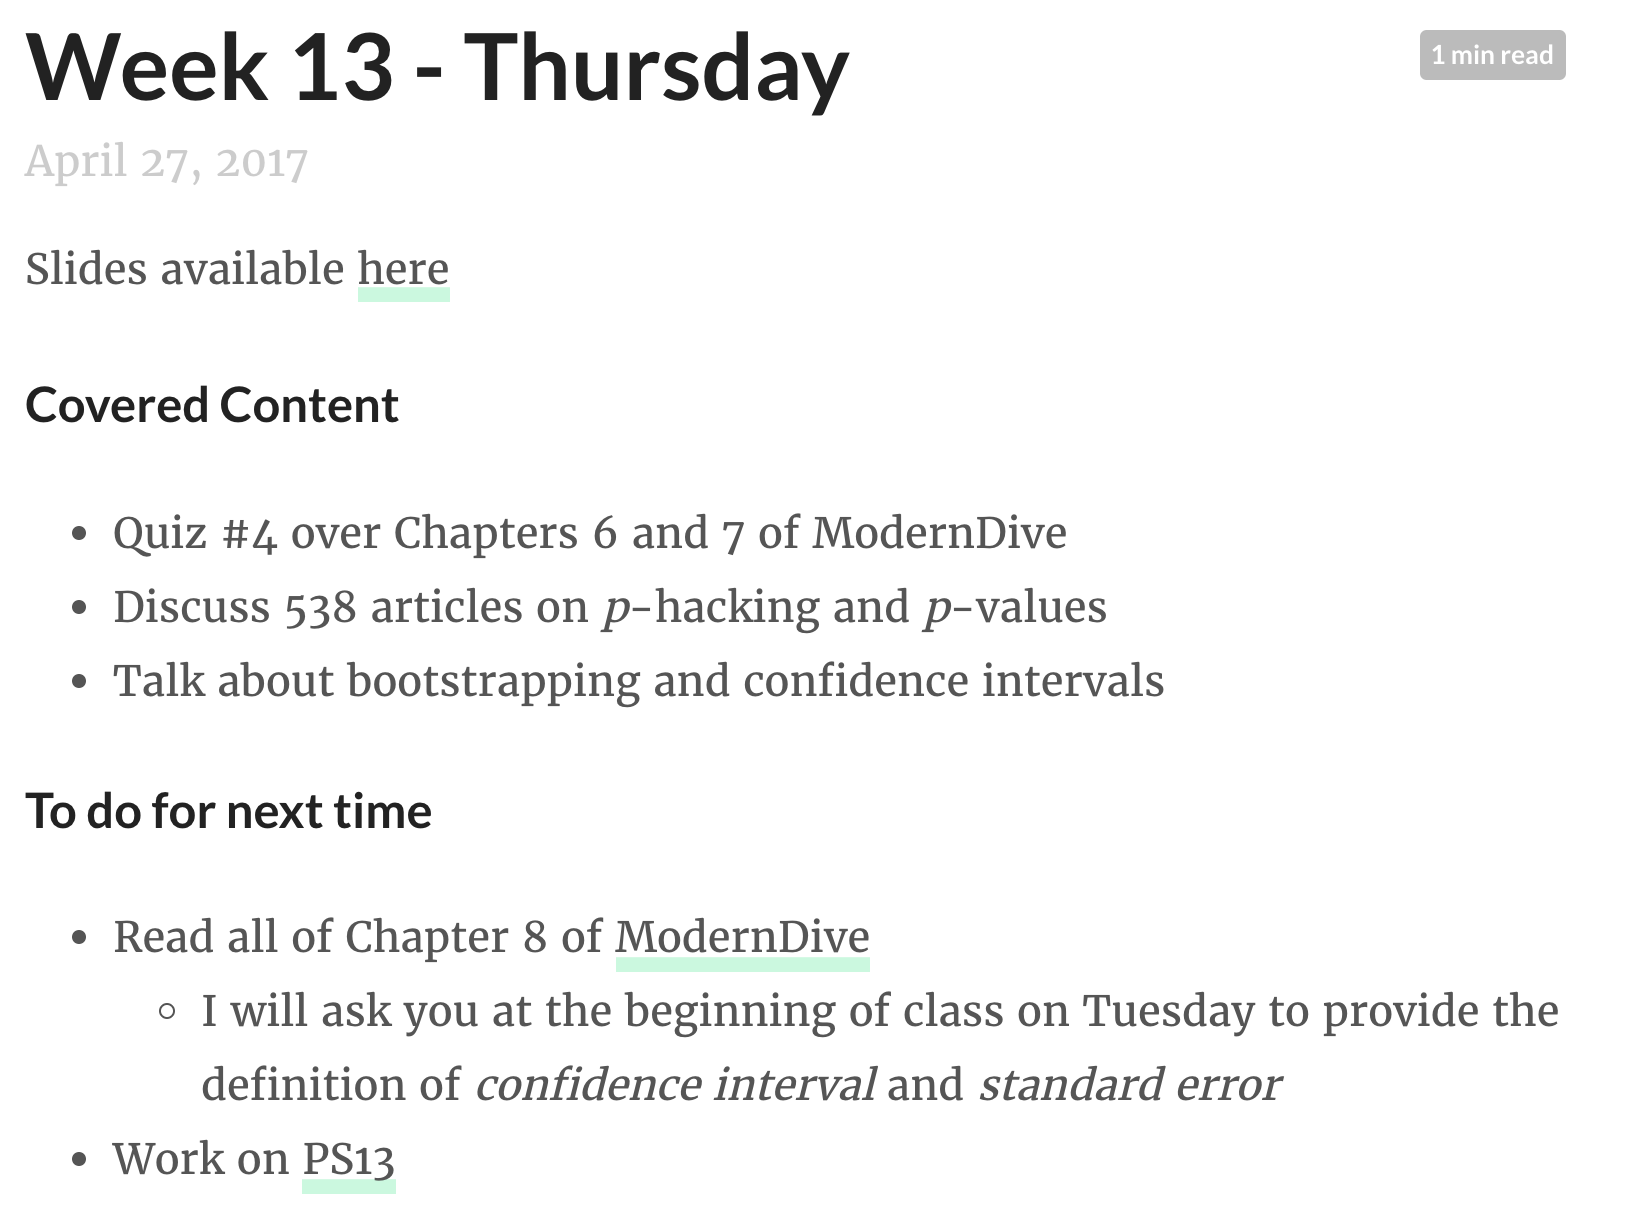 Week 13 - Thursday
1 min read
April 27, 2017
Slides available here
Covered Content
• Quiz #4 over Chapters 6 and 7 of ModernDive
• Discuss 538 articles on p-hacking and p-values
• Talk about bootstrapping and confidence intervals
To do for next time
• Read all of Chapter 8 of ModernDive
◦ I will ask you at the beginning of class on Tuesday to provide the
definition of confidence interval and standard error
• Work on PS13